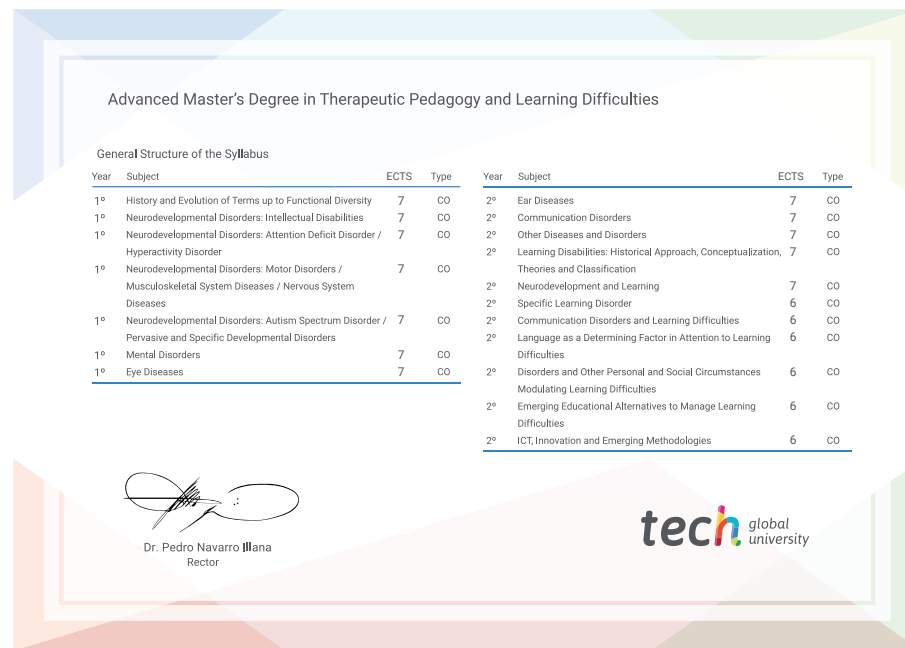 Advanced Master's Degree in Therapeutic Pedagogy and Learning Difficulties
General Structure of the Syllabus
Year Subject ECTS Type
1º History and Evolution of Terms up to Functional Diversity 7 CO
1º Neurodevelopmental Disorders: Intellectual Disabilities 7 CO
1º Neurodevelopmental Disorders: Attention Deficit Disorder / 7 CO
Hyperactivity Disorder
1º Neurodevelopmental Disorders: Motor Disorders / 7 CO
Musculoskeletal System Diseases / Nervous System
Diseases
1º Neurodevelopmental Disorders: Autism Spectrum Disorder / 7 CO
Pervasive and Specific Developmental Disorders
1º Mental Disorders 7 CO
1º Eye Diseases 7 CO
Year Subject ECTS Type
2º Ear Diseases 7 CO
2º Communication Disorders 7 CO
2º Other Diseases and Disorders 7 CO
2º Learning Disabilities: Historical Approach, Conceptualization, 7 CO
Theories and Classification
2º Neurodevelopment and Learning 7 CO
2º Specific Learning Disorder 6 CO
2º Communication Disorders and Learning Difficulties 6 CO
2º Language as a Determining Factor in Attention to Learning 6 CO
Difficulties
2º Disorders and Other Personal and Social Circumstances 6 CO
Modulating Learning Difficulties
2º Emerging Educational Alternatives to Manage Learning 6 CO
Difficulties
2º ICT, Innovation and Emerging Methodologies 6 CO
Dr. Pedro Navarro Illana
Rector
tech global
university